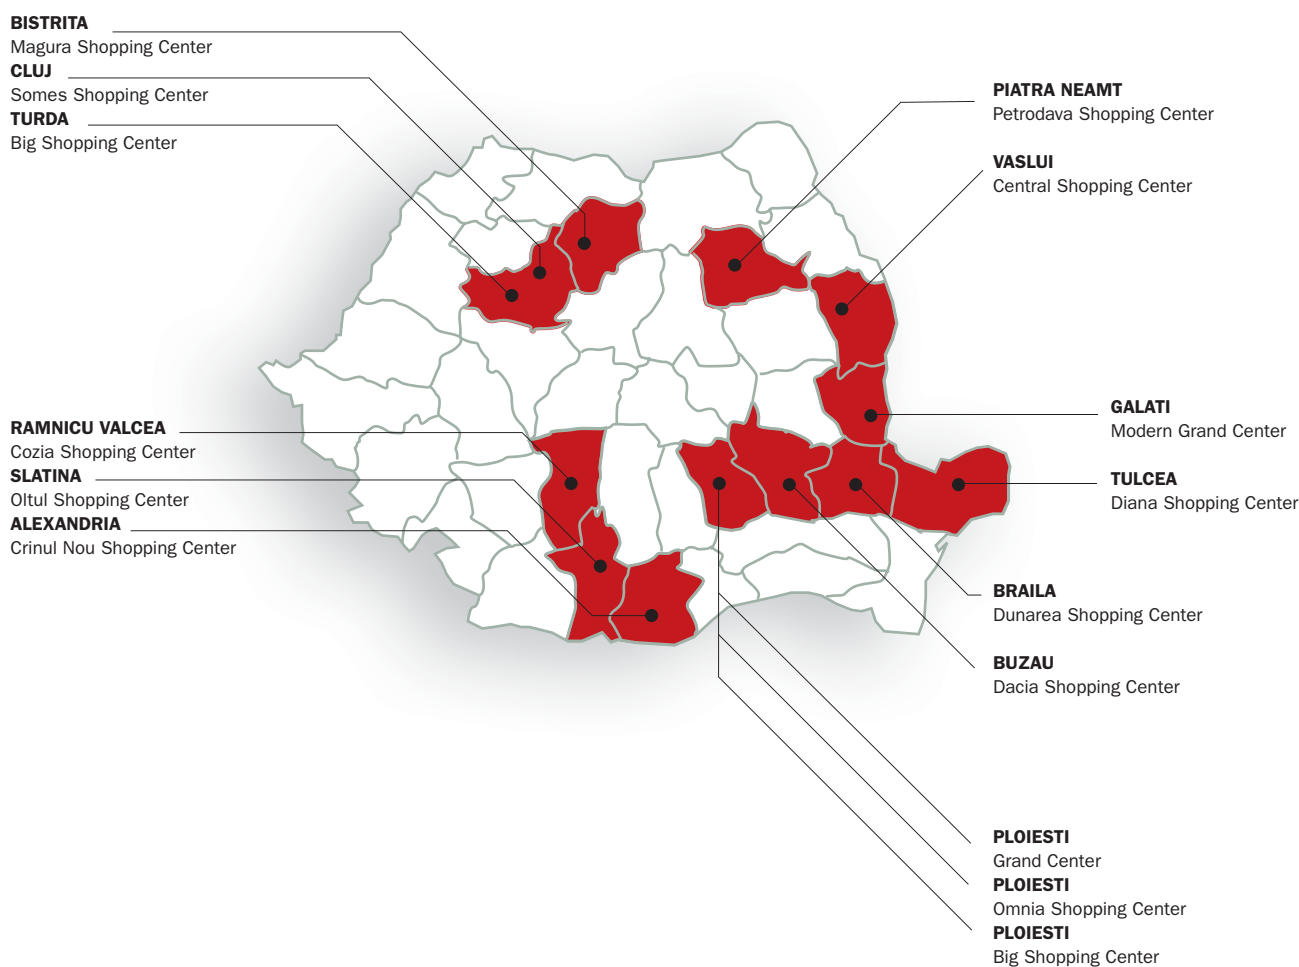 BISTRITA
Magura Shopping Center
CLUJ
Somes Shopping Center
TURDA
Big Shopping Center
PIATRA NEAMT
Petrodava Shopping Center
VASLUI
Central Shopping Center
RAMNICU VALCEA
Cozia Shopping Center
SLATINA
Oltul Shopping Center
ALEXANDRIA
Crinul Nou Shopping Center
GALATI
Modern Grand Center
TULCEA
Diana Shopping Center
BRAILA
Dunarea Shopping Center
BUZAU
Dacia Shopping Center
PLOIESTI
Grand Center
PLOIESTI
Omnia Shopping Center
PLOIESTI
Big Shopping Center